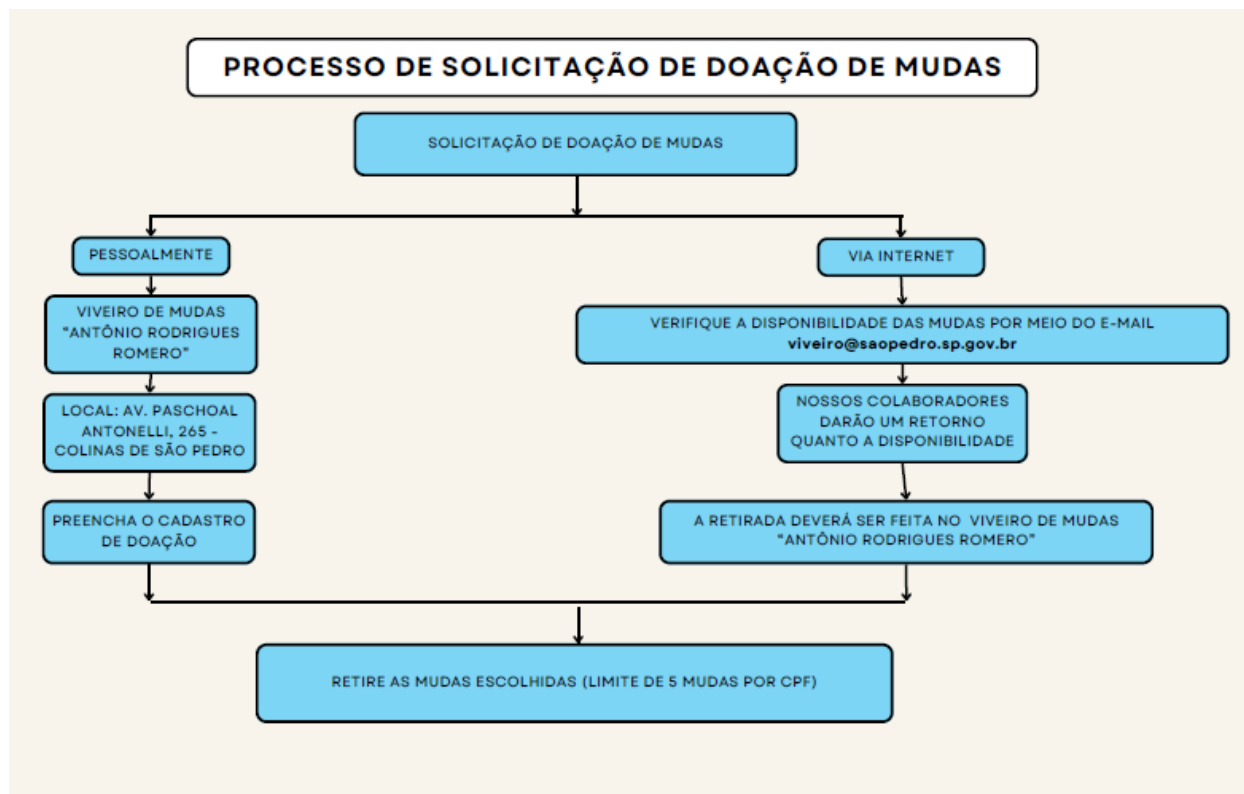 PROCESSO DE SOLICITAÇÃO DE DOAÇÃO DE MUDAS
SOLICITAÇÃO DE DOAÇÃO DE MUDAS
PESSOALMENTE
VIVEIRO DE MUDAS
“ANTÔNIO RODRIGUES
ROMERO”
LOCAL: AV. PASCHOAL
ANTONELLI, 265 -
COLINAS DE SÃO PEDRO
PREENCHA O CADASTRO
DE DOAÇÃO
VIA INTERNET
VERIFIQUE A DISPONIBILIDADE DAS MUDAS POR MEIO DO E-MAIL
viveiro@saopedro.sp.gov.br
NOSSOS COLABORADORES
DARÃO UM RETORNO
QUANTO A DISPONIBILIDADE
A RETIRADA DEVERÁ SER FEITA NO VIVEIRO DE MUDAS
“ANTÔNIO RODRIGUES ROMERO”
RETIRE AS MUDAS ESCOLHIDAS (LIMITE DE 5 MUDAS POR CPF)